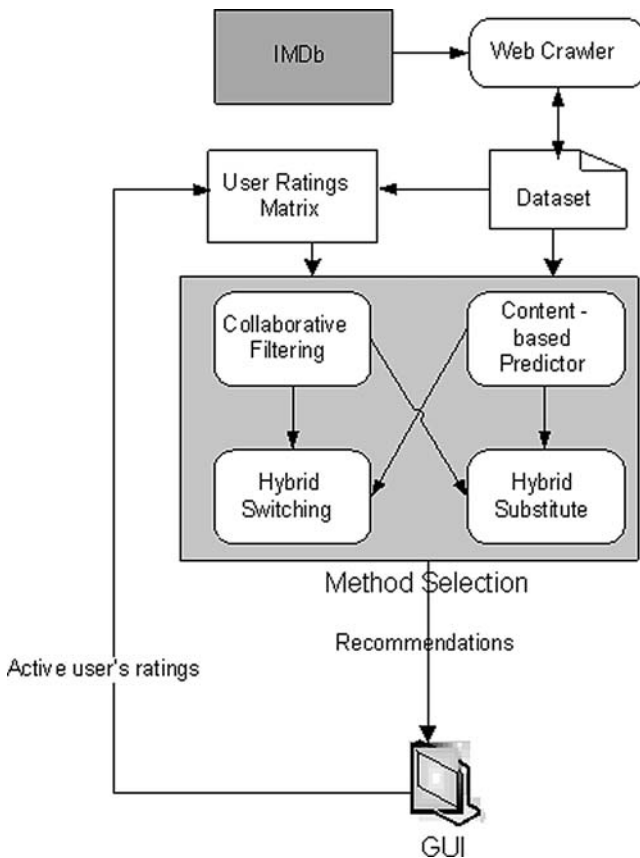 IMDb
Web Crawler
User Ratings
Matrix
Dataset
Collaborative
Filtering
Content -
based
Predictor
Hybrid
Switching
Hybrid
Substitute
Method Selection
Recommendations
Active user's ratings
GUI